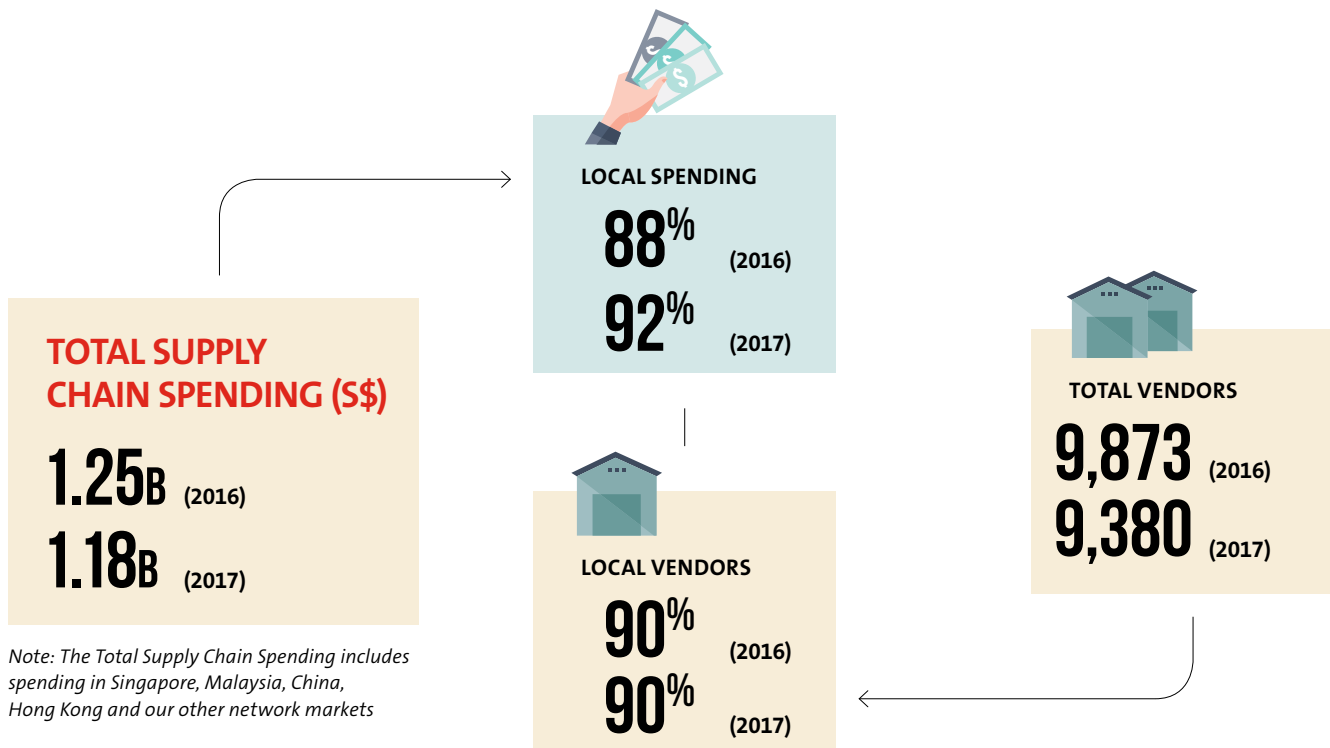 LOCAL SPENDING
88% (2016)
92% (2017)
TOTAL SUPPLY
CHAIN SPENDING (S$)
1.25B (2016)
1.18B (2017)
Note: The Total Supply Chain Spending includes
spending in Singapore, Malaysia, China,
Hong Kong and our other network markets
LOCAL VENDORS
90% (2016)
90% (2017)
TOTAL VENDORS
9,873 (2016)
9,380 (2017)